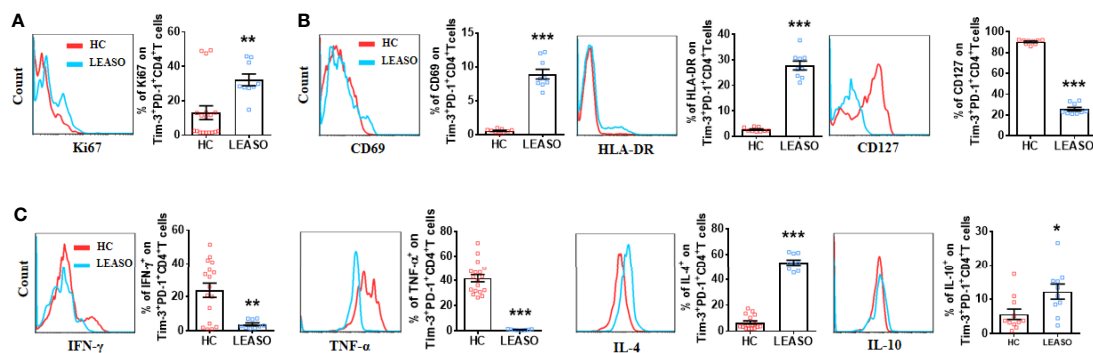 A
HC
LEASO
Count
Ki67
% of Ki67 on
Tim-3⁺PD-1⁺CD4⁺T cells
60
40
20
0
**
HC LEASO
B
HC
LEASO
CD69
% of CD69 on
Tim-3⁺PD-1⁺CD4⁺T cells
15
10
5
0
***
HC LEASO
HLA-DR
% of HLA-DR on
Tim-3⁺PD-1⁺CD4⁺T cells
40
30
20
10
0
***
HC LEASO
CD127
% of CD127 on
Tim-3⁺PD-1⁺CD4⁺T cells
100
80
60
40
20
0
***
HC LEASO
C
HC
LEASO
Count
IFN-γ
% of IFN-γ⁺ on
Tim-3⁺PD-1⁺CD4⁺T cells
60
40
20
0
**
HC LEASO
TNF-α
% of TNF-α⁺ on
Tim-3⁺PD-1⁺CD4⁺T cells
100
80
60
40
20
0
***
HC LEASO
IL-4
% of IL-4⁺ on
Tim-3⁺PD-1⁺CD4⁺T cells
80
60
40
20
0
***
HC LEASO
IL-10
% of IL-10⁺ on
Tim-3⁺PD-1⁺CD4⁺T cells
30
20
10
0
*
HC LEASO